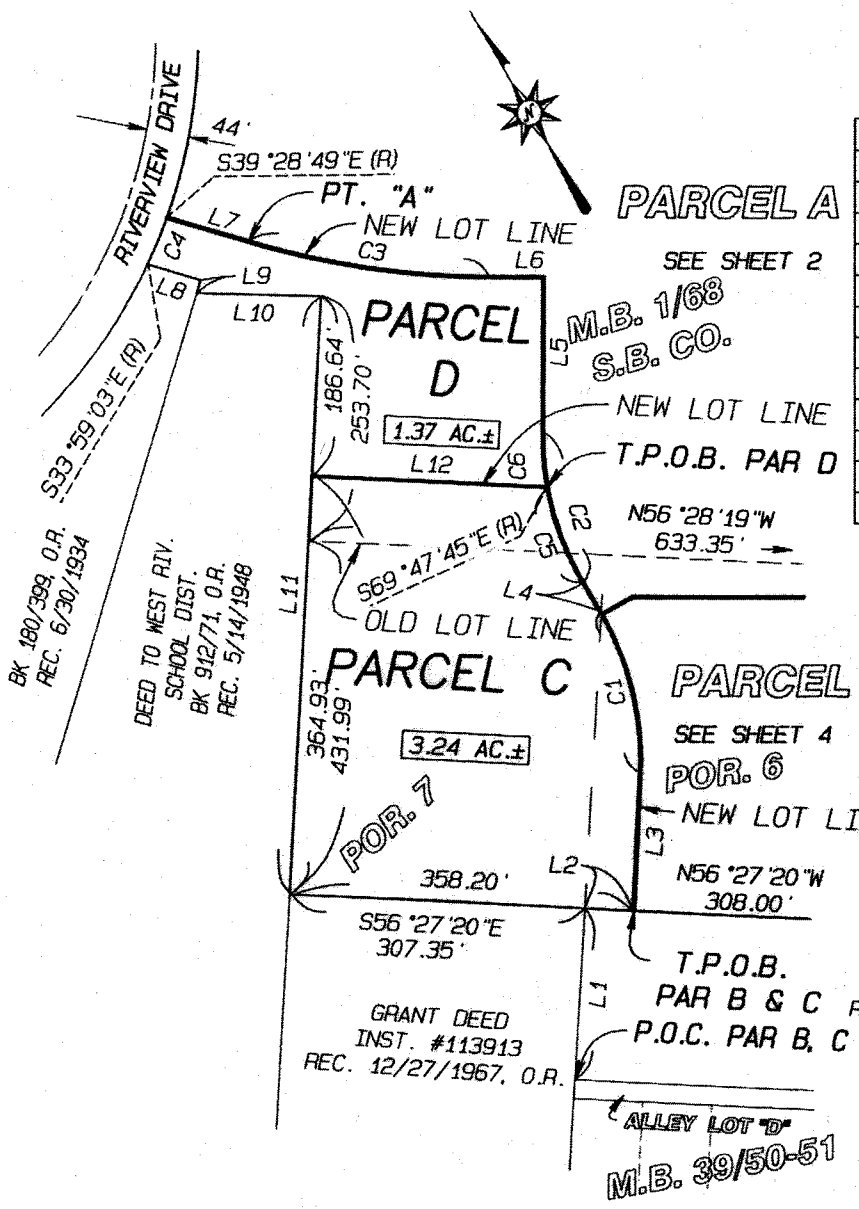 RIVERVIEW DRIVE
44'
S39°28'49"E (R)
PT. "A"
L7
NEW LOT LINE
C3
L6
N
PARCEL A
SEE SHEET 2
C4
L8
L9
L10
PARCEL
D
1.37 AC.±
186.64'
253.70'
L5
M.B. 1/68
S.B. CO.
NEW LOT LINE
L12
C6
T.P.O.B. PAR D
S33°59'03"E (R)
S69°47'45"E (R)
C2
C5
N56°28'19"W
633.35'
BK 180/399, O.R.
REC. 6/30/1934
DEED TO WEST RIV.
SCHOOL DIST.
BK 912/71, O.R.
REC. 5/14/1948
L11
L4
OLD LOT LINE
PARCEL C
3.24 AC.±
364.93'
431.99'
C1
PARCEL
SEE SHEET 4
POR. 6
POR. 7
NEW LOT LI
L3
358.20'
L2
N56°27'20"W
308.00'
S56°27'20"E
307.35'
L1
T.P.O.B.
PAR B & C
P.O.C. PAR B, C
GRANT DEED
INST. #113913
REC. 12/27/1967, O.R.
ALLEY LOT "D"
M.B. 39/50-51